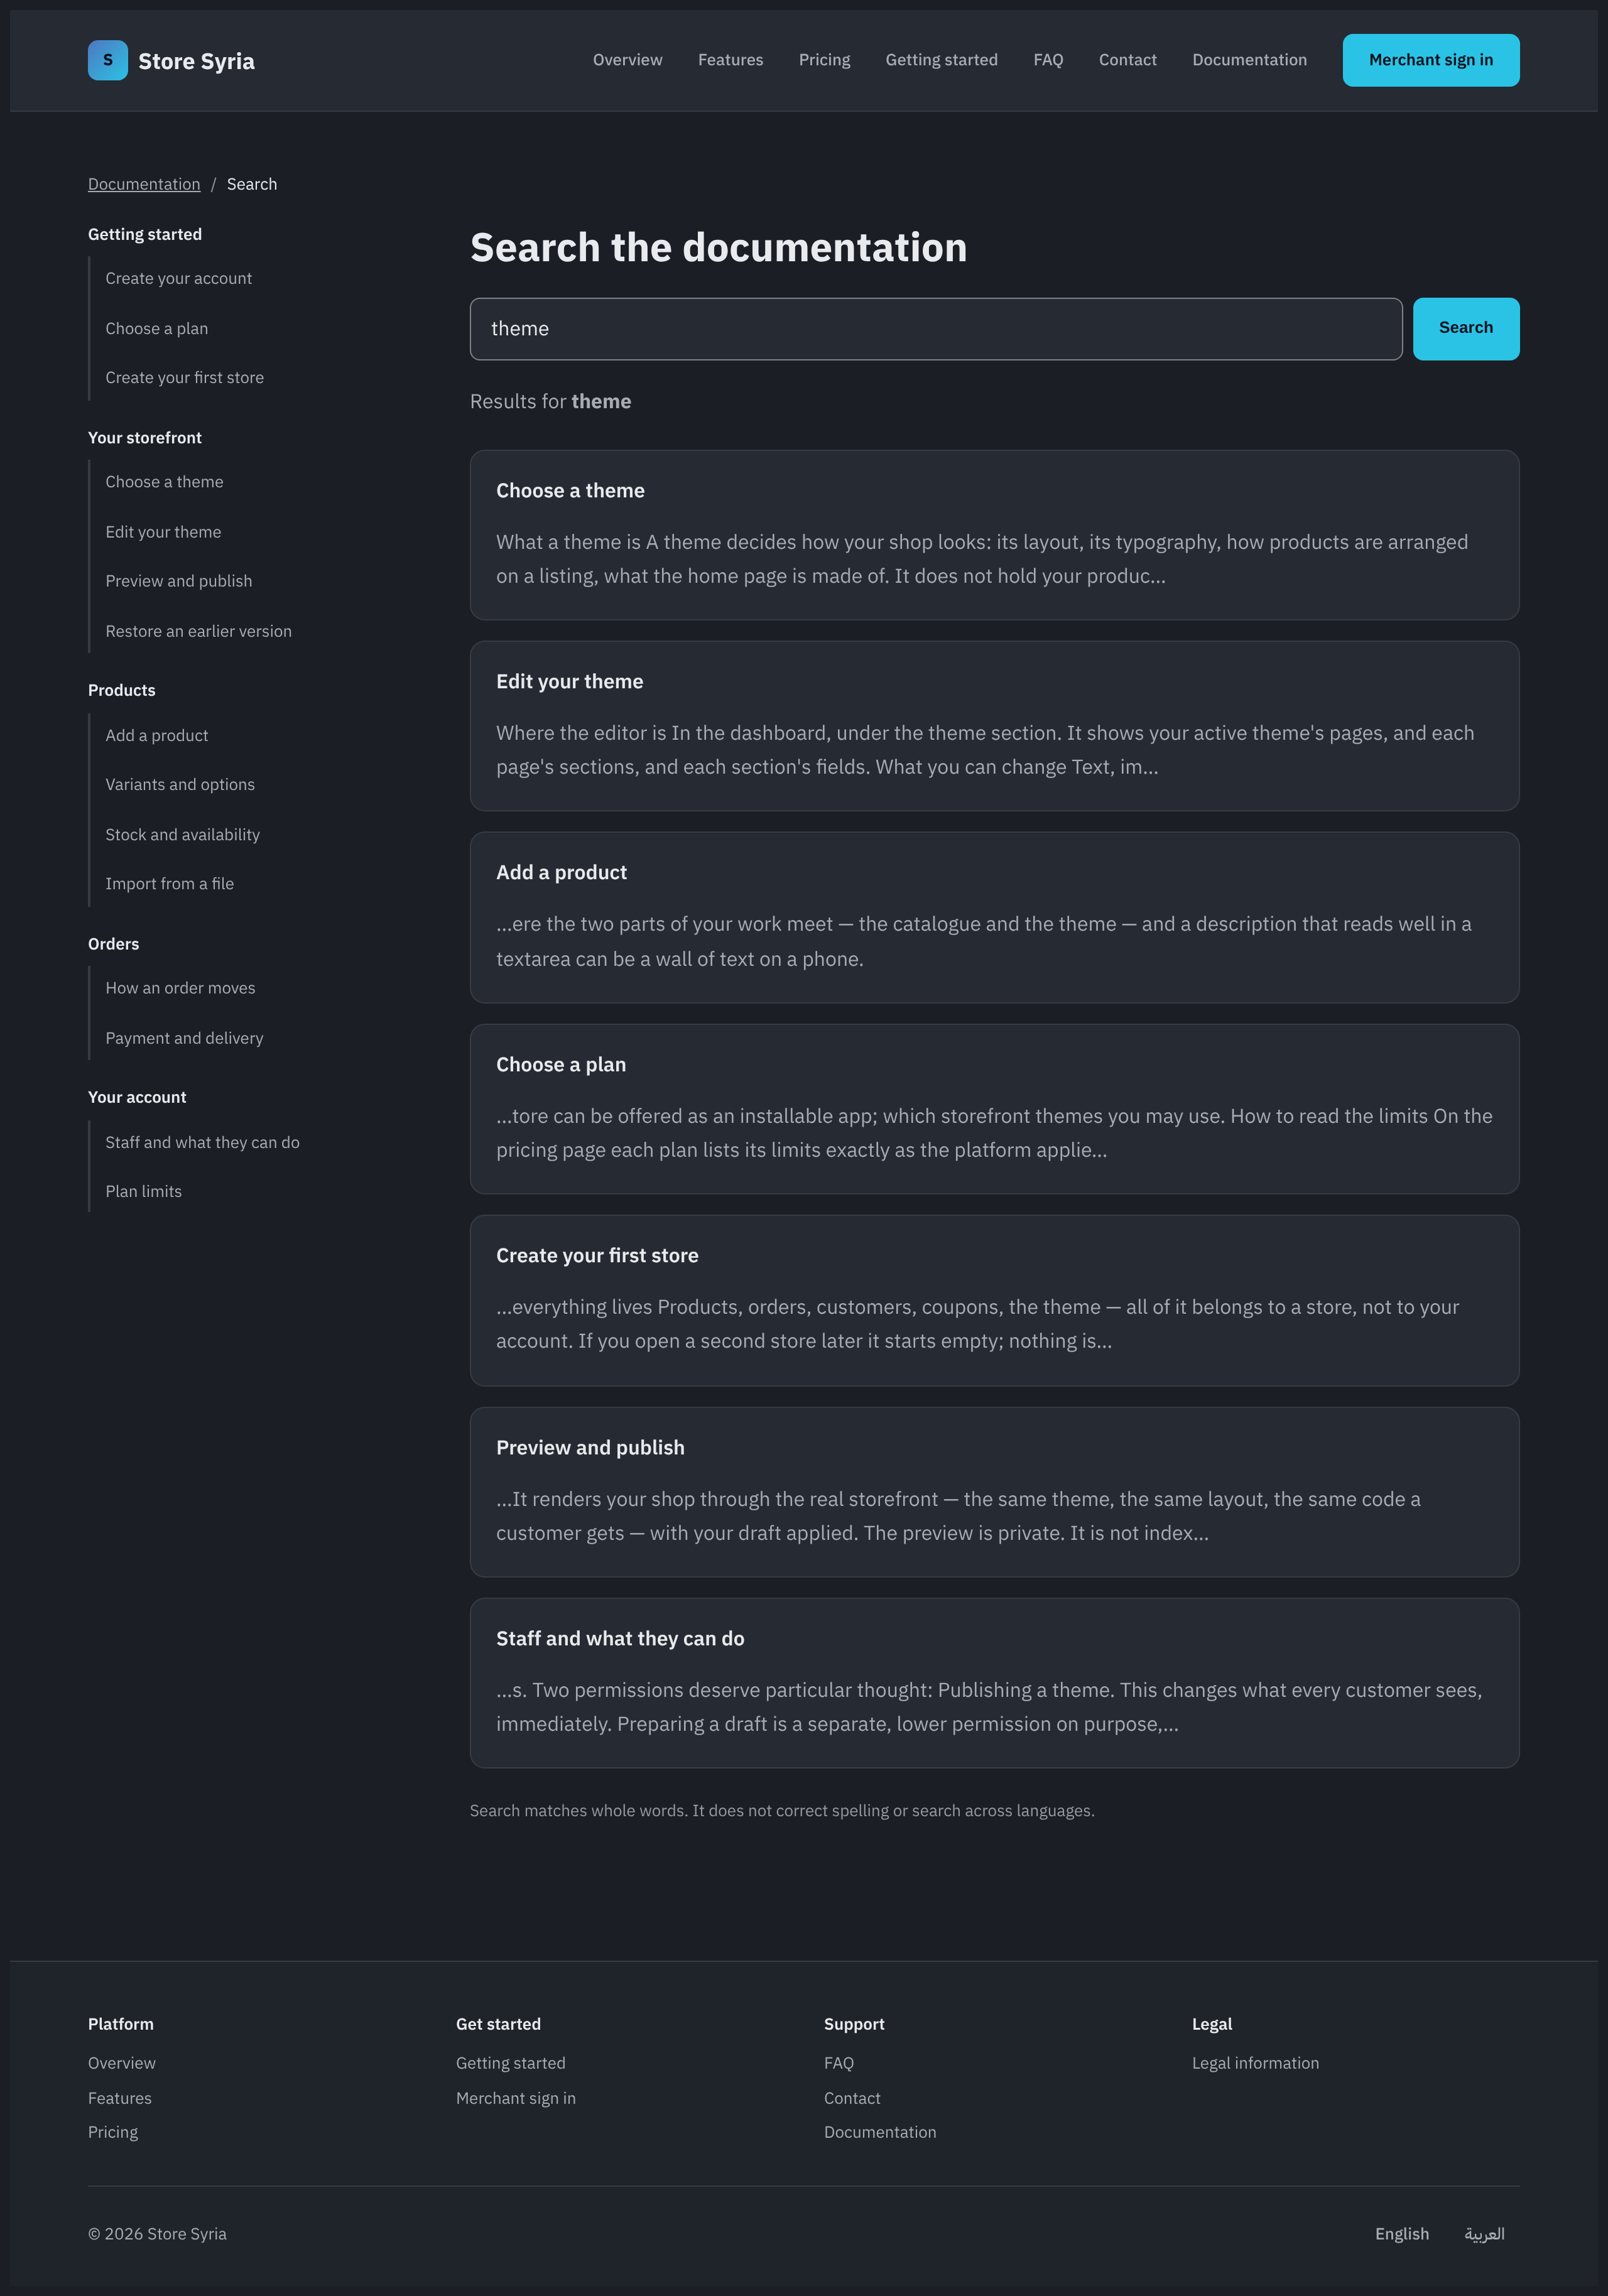 S
Store Syria
Overview
Features
Pricing
Getting started
FAQ
Contact
Documentation
Merchant sign in
Documentation / Search
Getting started
Create your account
Choose a plan
Create your first store
Your storefront
Choose a theme
Edit your theme
Preview and publish
Restore an earlier version
Products
Add a product
Variants and options
Stock and availability
Import from a file
Orders
How an order moves
Payment and delivery
Your account
Staff and what they can do
Plan limits
Search the documentation
theme
Search
Results for theme
Choose a theme
What a theme is A theme decides how your shop looks: its layout, its typography, how products are arranged
on a listing, what the home page is made of. It does not hold your produc…
Edit your theme
Where the editor is In the dashboard, under the theme section. It shows your active theme's pages, and each
page's sections, and each section's fields. What you can change Text, im…
Add a product
…ere the two parts of your work meet — the catalogue and the theme — and a description that reads well in a
textarea can be a wall of text on a phone.
Choose a plan
…tore can be offered as an installable app; which storefront themes you may use. How to read the limits On the
pricing page each plan lists its limits exactly as the platform applie…
Create your first store
…everything lives Products, orders, customers, coupons, the theme — all of it belongs to a store, not to your
account. If you open a second store later it starts empty; nothing is…
Preview and publish
…It renders your shop through the real storefront — the same theme, the same layout, the same code a
customer gets — with your draft applied. The preview is private. It is not index…
Staff and what they can do
…s. Two permissions deserve particular thought: Publishing a theme. This changes what every customer sees,
immediately. Preparing a draft is a separate, lower permission on purpose,…
Search matches whole words. It does not correct spelling or search across languages.
Platform
Overview
Features
Pricing
Get started
Getting started
Merchant sign in
Support
FAQ
Contact
Documentation
Legal
Legal information
© 2026 Store Syria
English
العربية